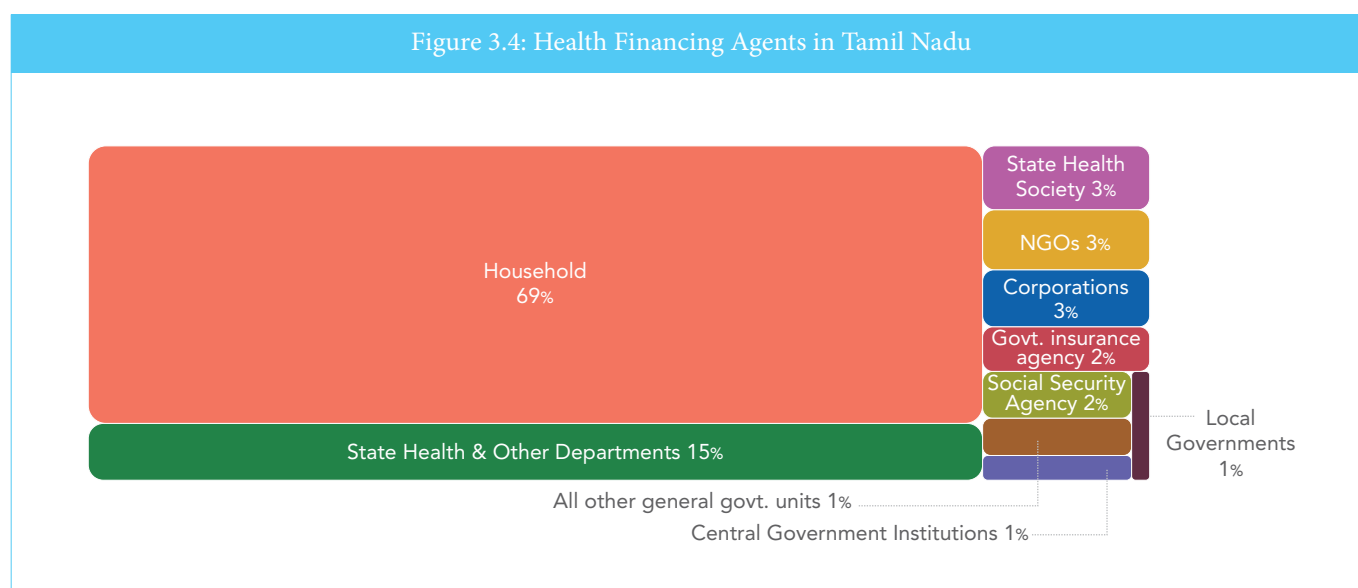 Figure 3.4: Health Financing Agents in Tamil Nadu
Household
69%
State Health & Other Departments 15%
State Health
Society 3%
NGOs 3%
Corporations
3%
Govt. insurance
agency 2%
Social Security
Agency 2%
Local
Governments
1%
All other general govt. units 1%
Central Government Institutions 1%